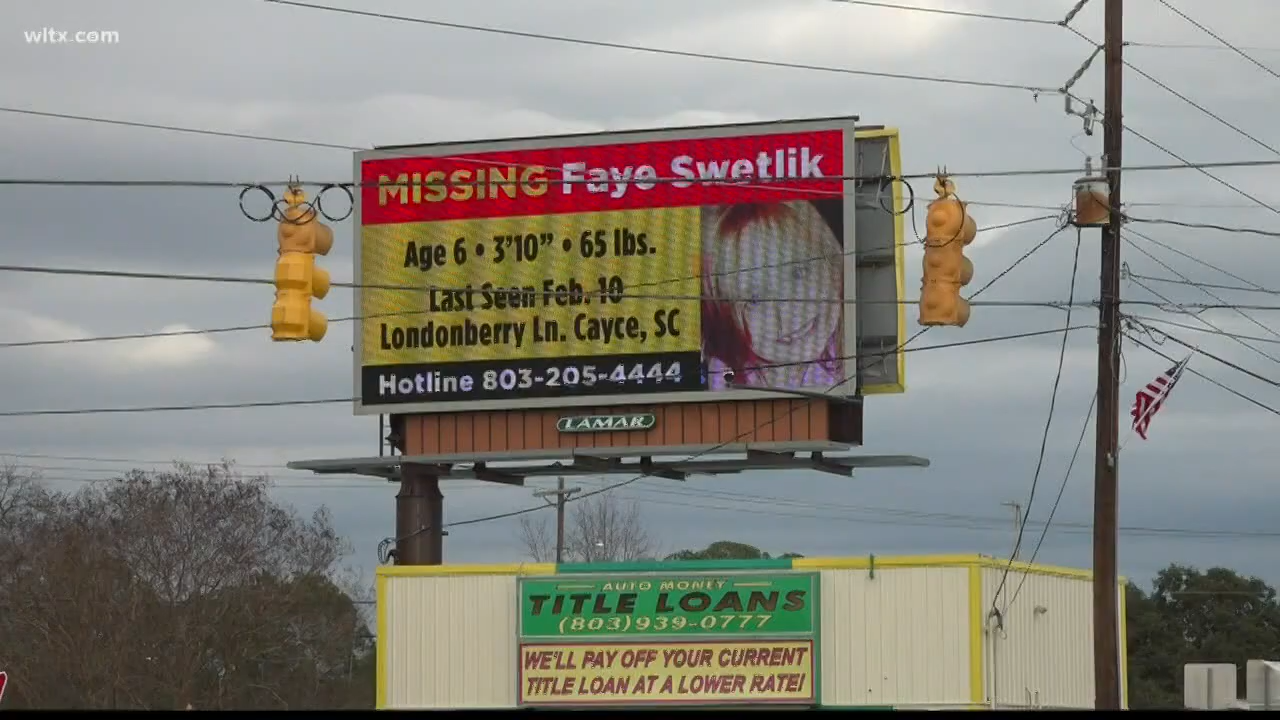 wltx.com
MISSING Faye Swetlik
Age 6 • 3'10" • 65 lbs.
Last Seen Feb. 10
Londonberry Ln. Cayce, SC
Hotline 803-205-4444
LAMAR
AUTO MONEY
TITLE LOANS
(803)939-0777
WE'LL PAY OFF YOUR CURRENT
TITLE LOAN AT A LOWER RATE!